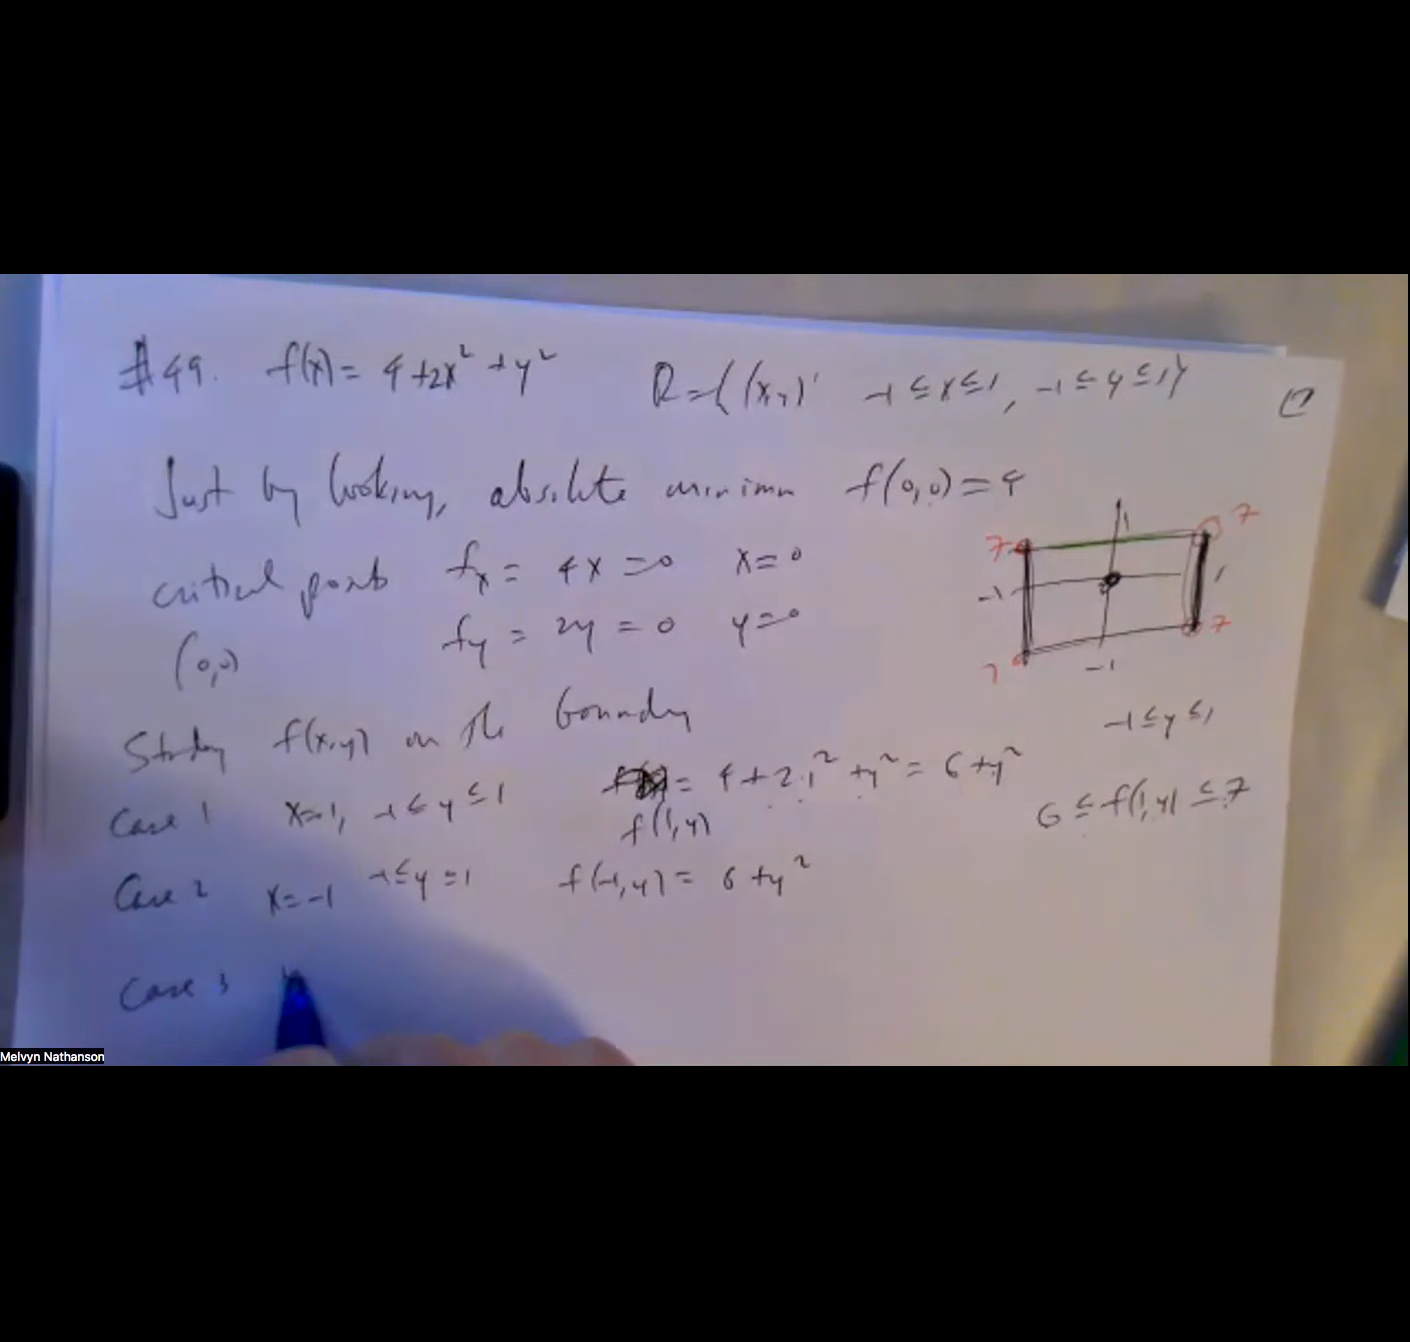 #49. f(x) = 4+2x² + y² R = { (x,y) -1 ≤ x ≤ 1, -1 ≤ y ≤ 1 }
Just by looking, absolute minimum f(0,0) = 4
critical points fx = 4x = 0 x = 0
(0,0) fy = 2y = 0 y = 0
1
7 7
-1 1
7 7
-1
Study f(x,y) on the boundary
-1 ≤ y ≤ 1
Case 1 x=1, -1 ≤ y ≤ 1 = 4 + 2·1² + y² = 6 + y²
f(1,y) 6 ≤ f(1,y) ≤ 7
Case 2 x = -1 -1 ≤ y ≤ 1 f(-1,y) = 6 + y²
Case 3
Melvyn Nathanson